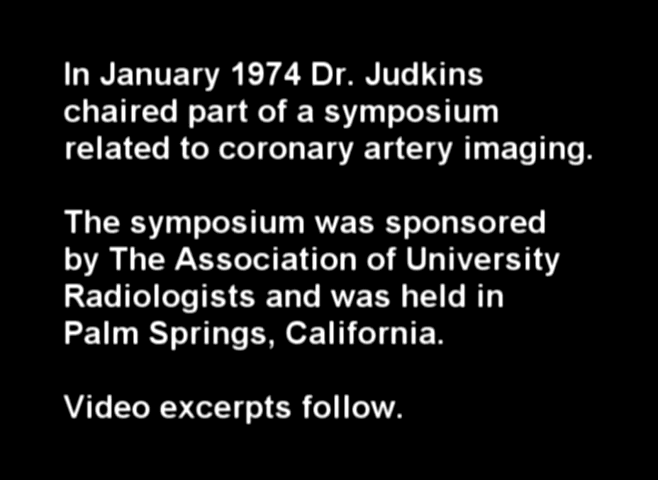 In January 1974 Dr. Judkins
chaired part of a symposium
related to coronary artery imaging.
The symposium was sponsored
by The Association of University
Radiologists and was held in
Palm Springs, California.
Video excerpts follow.